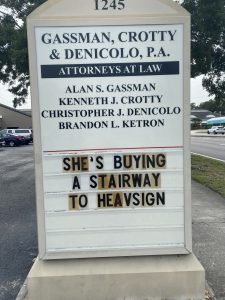 1245
GASSMAN, CROTTY
& DENICOLO, P.A.
ATTORNEYS AT LAW
ALAN S. GASSMAN
KENNETH J. CROTTY
CHRISTOPHER J. DENICOLO
BRANDON L. KETRON
SHE'S BUYING
A STAIRWAY
TO HEAVSIGN